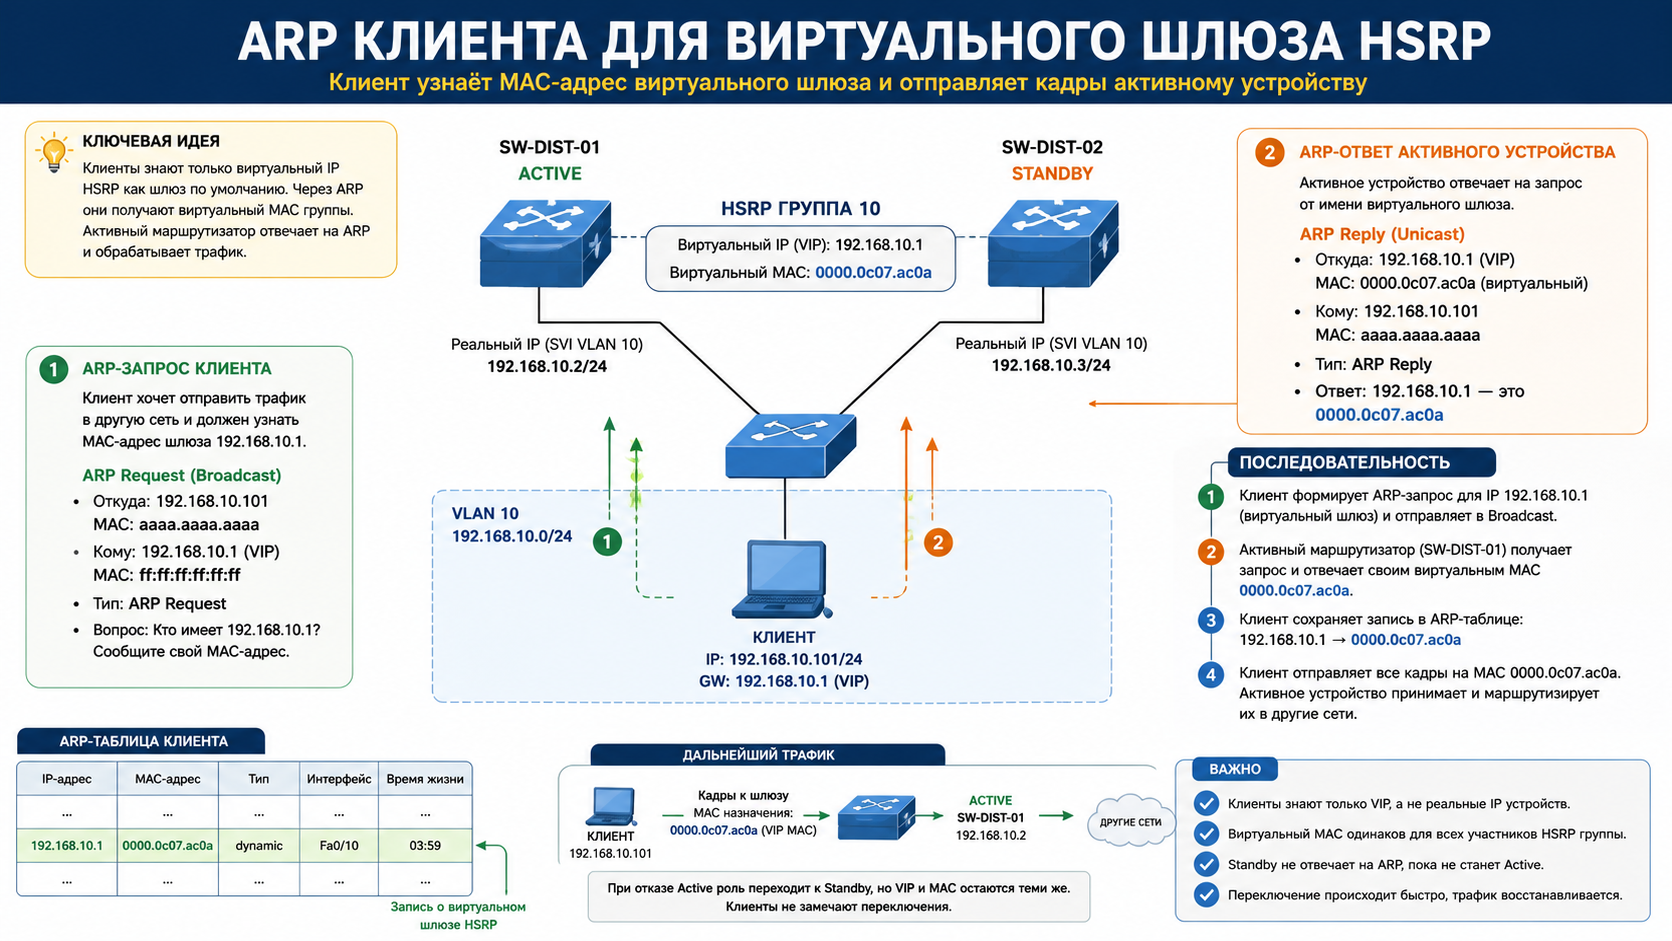 ARP КЛИЕНТА ДЛЯ ВИРТУАЛЬНОГО ШЛЮЗА HSRP
Клиент узнаёт MAC-адрес виртуального шлюза и отправляет кадры активному устройству
КЛЮЧЕВАЯ ИДЕЯ
Клиенты знают только виртуальный IP
HSRP как шлюз по умолчанию. Через ARP
они получают виртуальный MAC группы.
Активный маршрутизатор отвечает на ARP
и обрабатывает трафик.
1 ARP-ЗАПРОС КЛИЕНТА
Клиент хочет отправить трафик
в другую сеть и должен узнать
MAC-адрес шлюза 192.168.10.1.
ARP Request (Broadcast)
• Откуда: 192.168.10.101
MAC: aaaa.aaaa.aaaa
• Кому: 192.168.10.1 (VIP)
MAC: ff:ff:ff:ff:ff:ff
• Тип: ARP Request
• Вопрос: Кто имеет 192.168.10.1?
Сообщите свой MAC-адрес.
SW-DIST-01
ACTIVE
SW-DIST-02
STANDBY
HSRP ГРУППА 10
Виртуальный IP (VIP): 192.168.10.1
Виртуальный MAC: 0000.0c07.ac0a
Реальный IP (SVI VLAN 10)
192.168.10.2/24
Реальный IP (SVI VLAN 10)
192.168.10.3/24
VLAN 10
192.168.10.0/24
1
2
КЛИЕНТ
IP: 192.168.10.101/24
GW: 192.168.10.1 (VIP)
2 ARP-ОТВЕТ АКТИВНОГО УСТРОЙСТВА
Активное устройство отвечает на запрос
от имени виртуального шлюза.
ARP Reply (Unicast)
• Откуда: 192.168.10.1 (VIP)
MAC: 0000.0c07.ac0a (виртуальный)
• Кому: 192.168.10.101
MAC: aaaa.aaaa.aaaa
• Тип: ARP Reply
• Ответ: 192.168.10.1 — это
0000.0c07.ac0a
ПОСЛЕДОВАТЕЛЬНОСТЬ
1 Клиент формирует ARP-запрос для IP 192.168.10.1
(виртуальный шлюз) и отправляет в Broadcast.
2 Активный маршрутизатор (SW-DIST-01) получает
запрос и отвечает своим виртуальным MAC
0000.0c07.ac0a.
3 Клиент сохраняет запись в ARP-таблице:
192.168.10.1 → 0000.0c07.ac0a
4 Клиент отправляет все кадры на MAC 0000.0c07.ac0a.
Активное устройство принимает и маршрутизирует
их в другие сети.
ARP-ТАБЛИЦА КЛИЕНТА
IP-адрес MAC-адрес Тип Интерфейс Время жизни
... ... ... ... ...
192.168.10.1 0000.0c07.ac0a dynamic Fa0/10 03:59
... ... ... ... ...
Запись о виртуальном
шлюзе HSRP
ДАЛЬНЕЙШИЙ ТРАФИК
КЛИЕНТ
192.168.10.101
Кадры к шлюзу
MAC назначения:
0000.0c07.ac0a (VIP MAC)
ACTIVE
SW-DIST-01
192.168.10.2
ДРУГИЕ СЕТИ
При отказе Active роль переходит к Standby, но VIP и MAC остаются теми же.
Клиенты не замечают переключения.
ВАЖНО
Клиенты знают только VIP, а не реальные IP устройств.
Виртуальный MAC одинаков для всех участников HSRP группы.
Standby не отвечает на ARP, пока не станет Active.
Переключение происходит быстро, трафик восстанавливается.